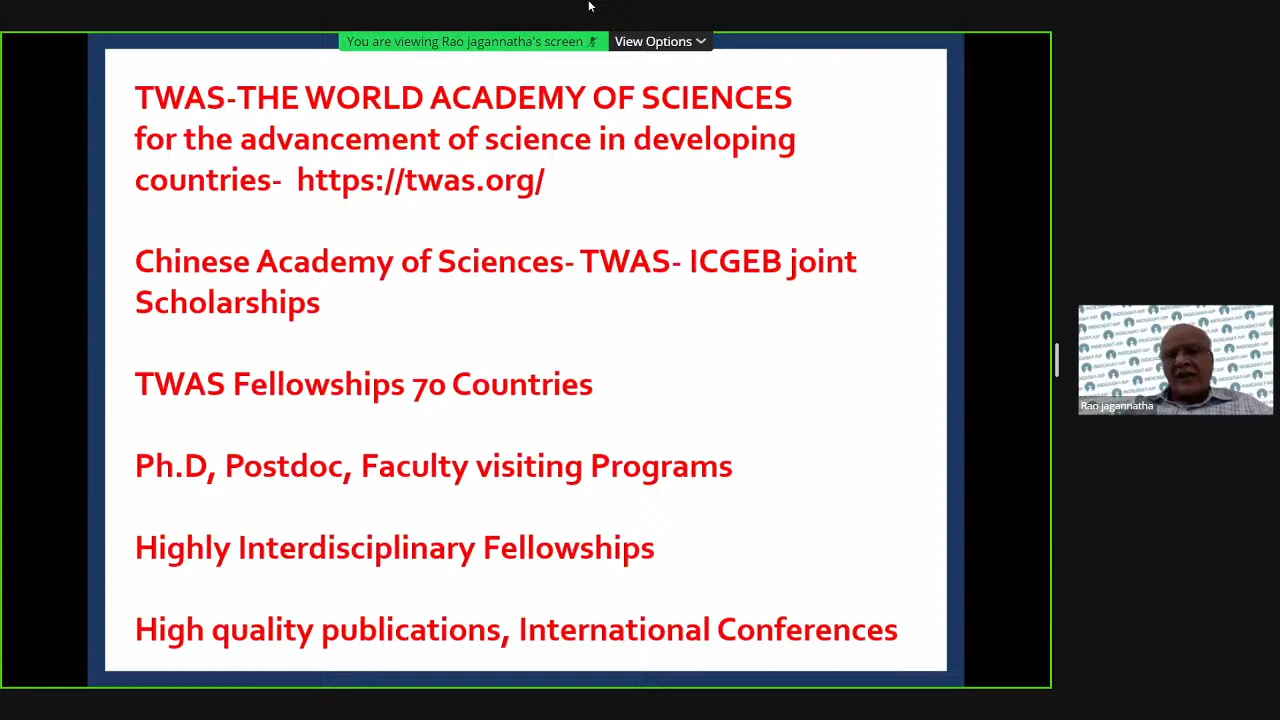 You are viewing Rao jagannatha's screen
View Options
TWAS-THE WORLD ACADEMY OF SCIENCES
for the advancement of science in developing
countries- https://twas.org/
Chinese Academy of Sciences- TWAS- ICGEB joint
Scholarships
TWAS Fellowships 70 Countries
Ph.D, Postdoc, Faculty visiting Programs
Highly Interdisciplinary Fellowships
High quality publications, International Conferences
INDICASAT-AIP
Rao jagannatha